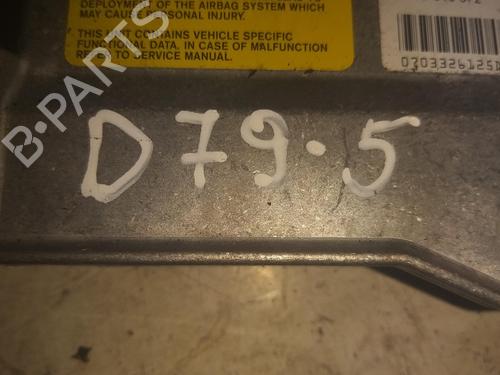 DEPLOYMENT OF THE AIRBAG SYSTEM WHICH
MAY CAUSE PERSONAL INJURY.
THIS UNIT CONTAINS VEHICLE SPECIFIC
FUNCTIONAL DATA, IN CASE OF MALFUNCTION
REFER TO SERVICE MANUAL.
D79.5
B-PARTS